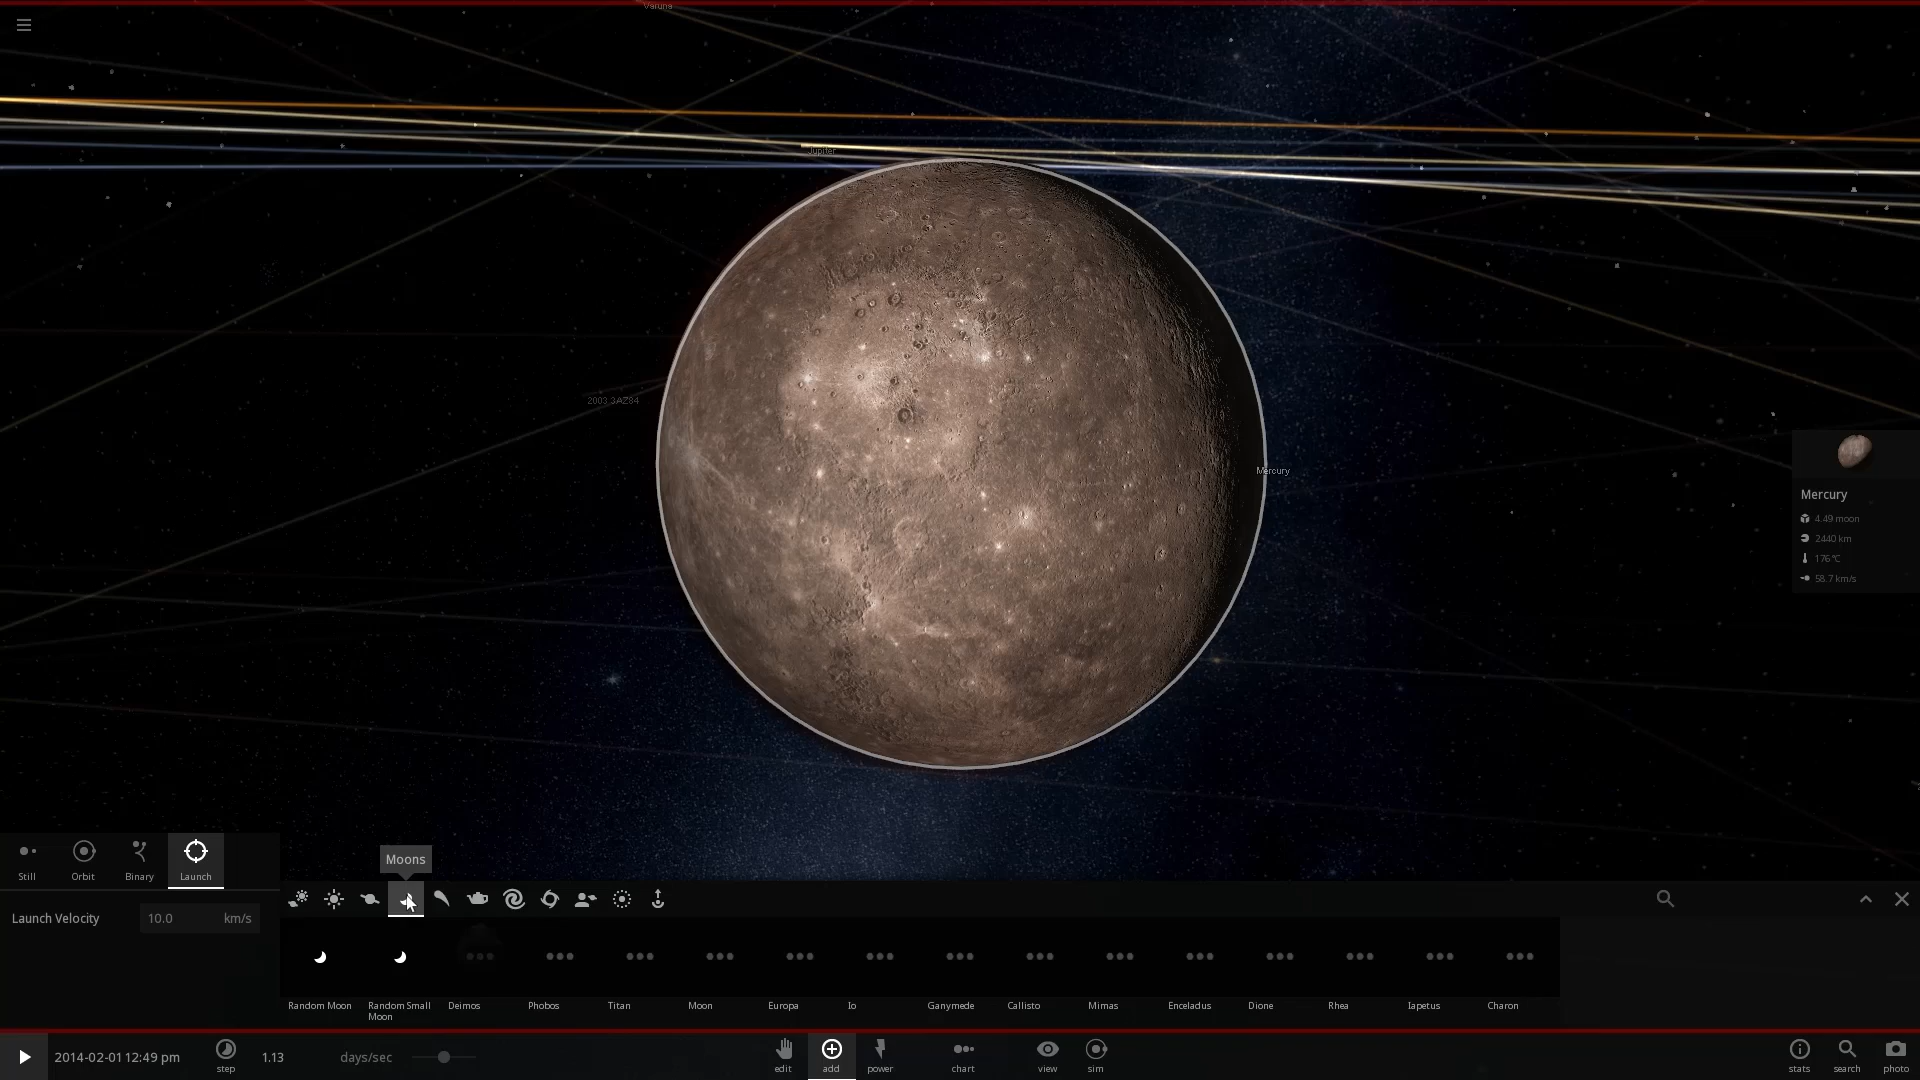 Varuna
Jupiter
2003 3AZ84
Mercury
Mercury
4.49 moon
2440 km
176°C
58.7 km/s
Still
Orbit
Binary
Launch
Moons
Launch Velocity
10.0 km/s
Random Moon
Random Small Moon
Deimos
Phobos
Titan
Moon
Europa
Io
Ganymede
Callisto
Mimas
Enceladus
Dione
Rhea
Iapetus
Charon
2014-02-01 12:49 pm
step
1.13 days/sec
edit
add
power
chart
view
sim
stats
search
photo